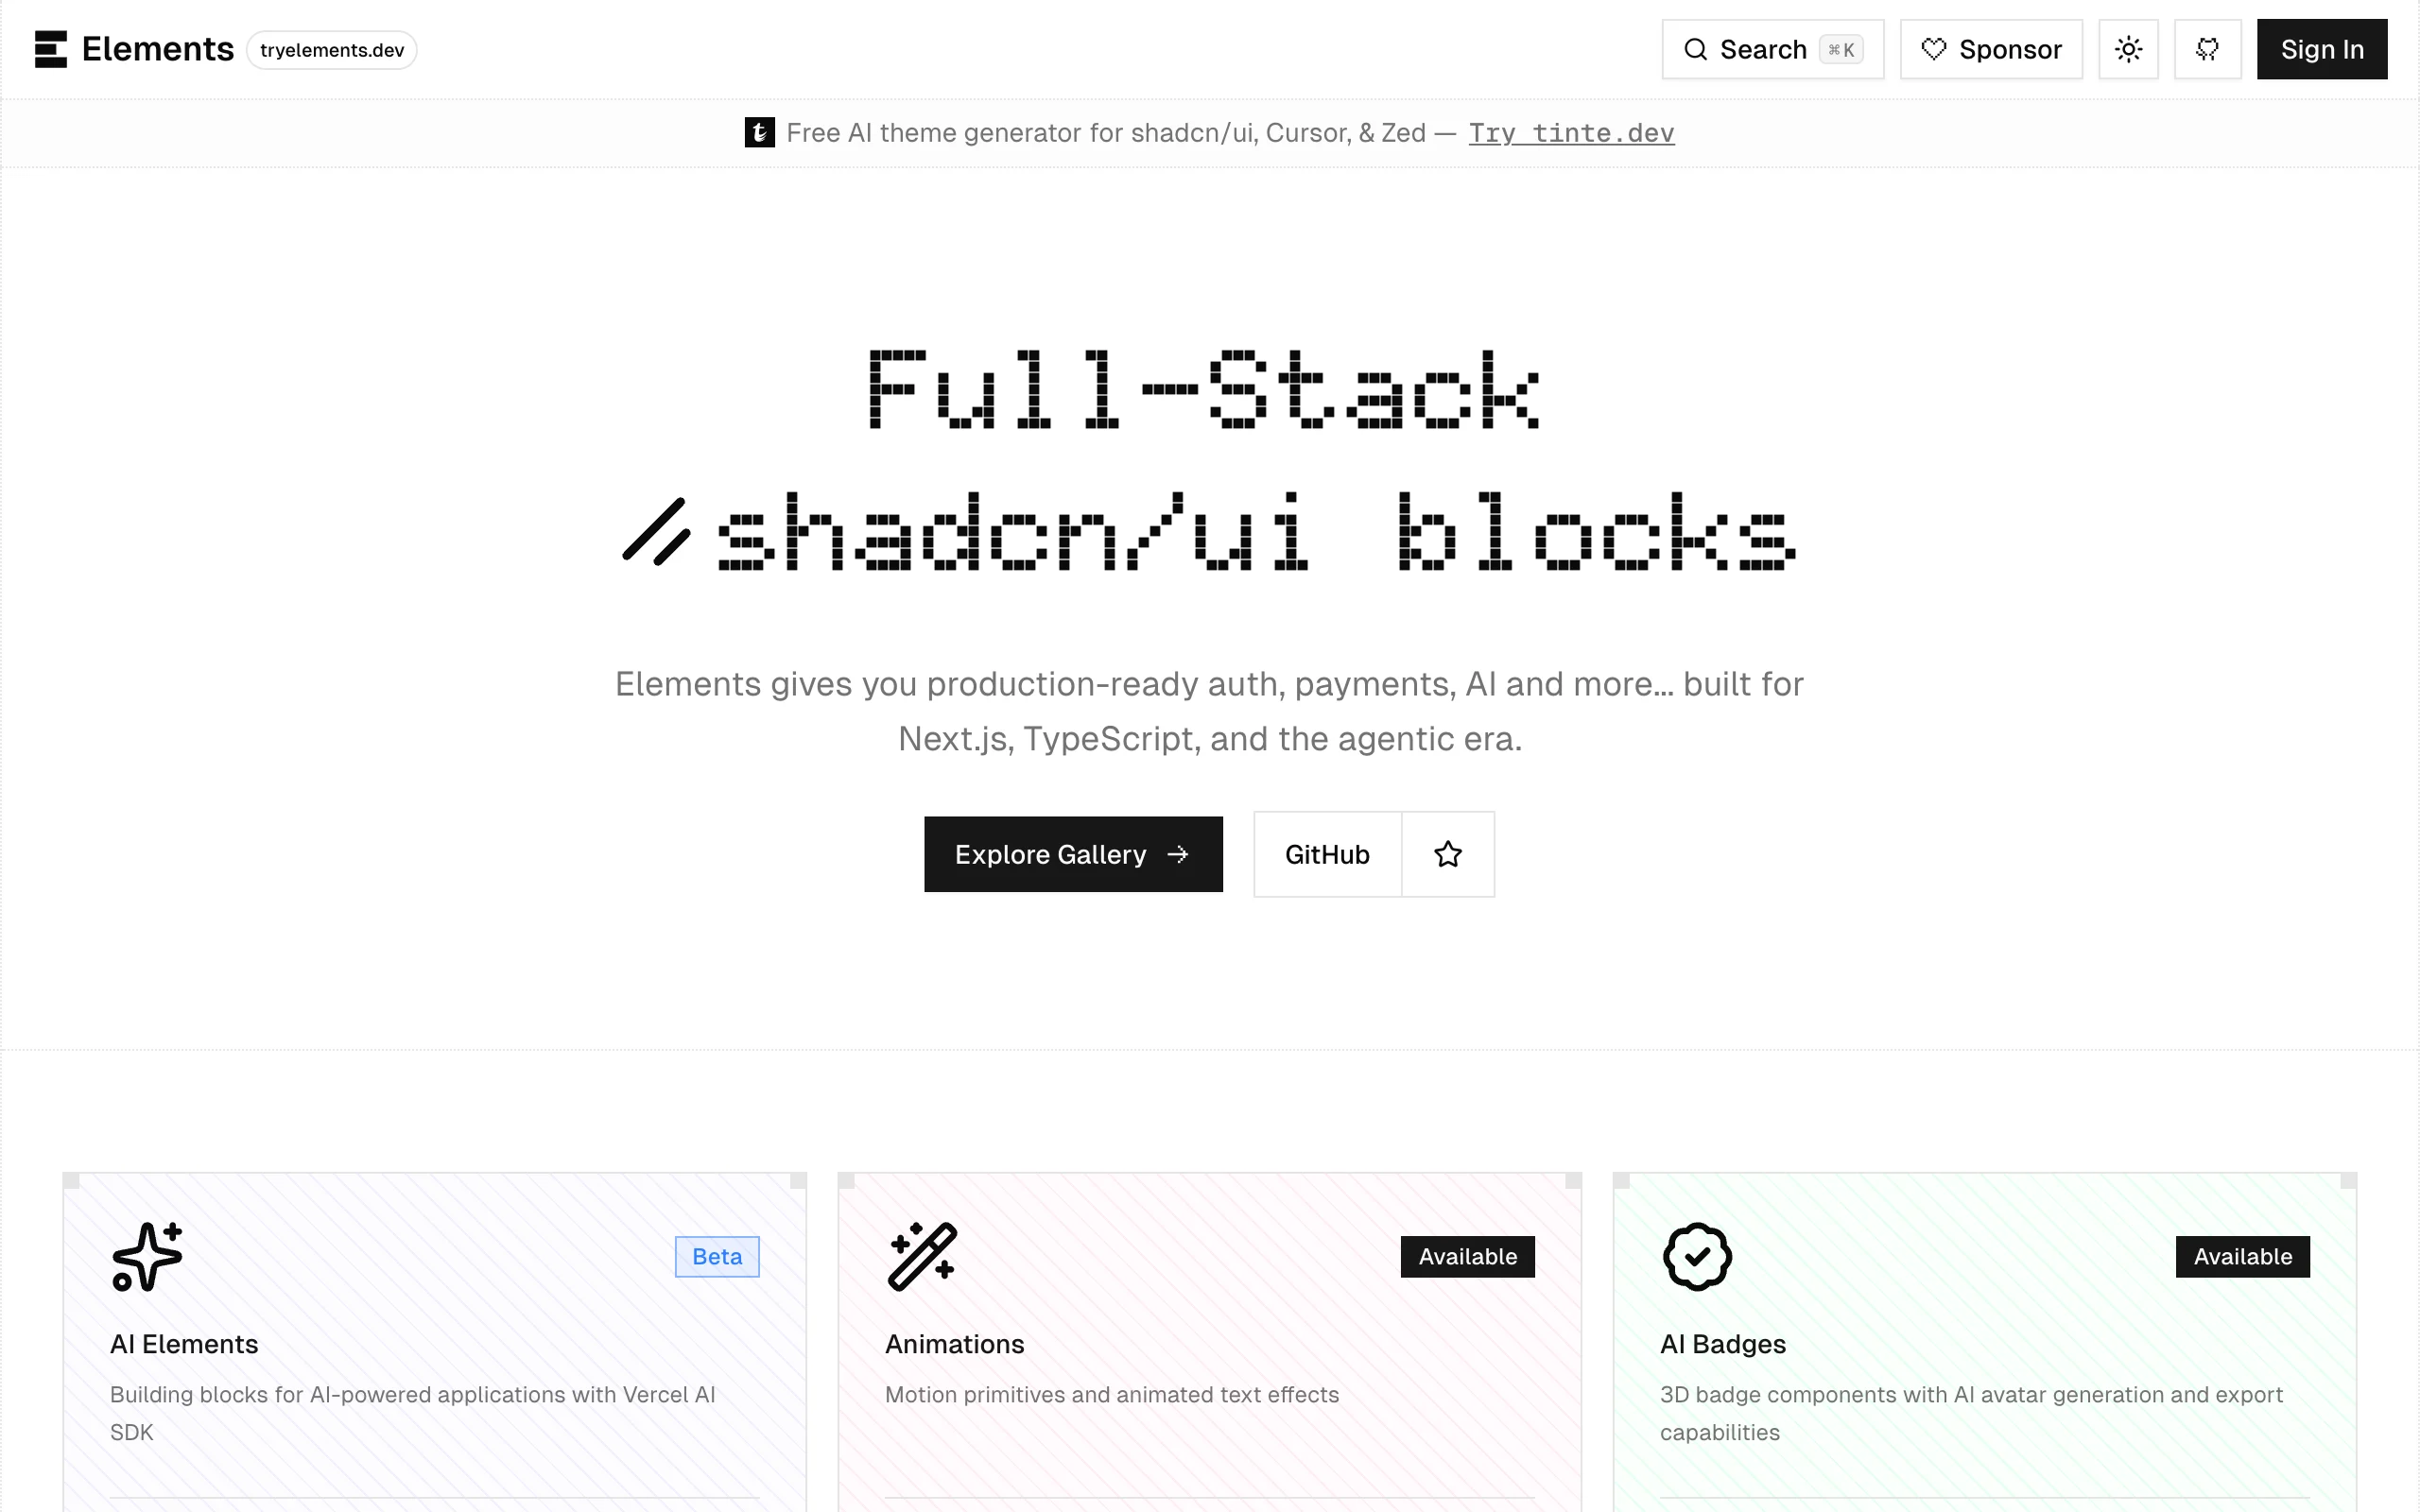 Elements tryelements.dev Search ⌘K Sponsor Sign In
Free AI theme generator for shadcn/ui, Cursor, & Zed — Try tinte.dev
Full-Stack
shadcn/ui blocks
Elements gives you production-ready auth, payments, AI and more... built for
Next.js, TypeScript, and the agentic era.
Explore Gallery → GitHub
Beta
AI Elements
Building blocks for AI-powered applications with Vercel AI
SDK
Available
Animations
Motion primitives and animated text effects
Available
AI Badges
3D badge components with AI avatar generation and export
capabilities